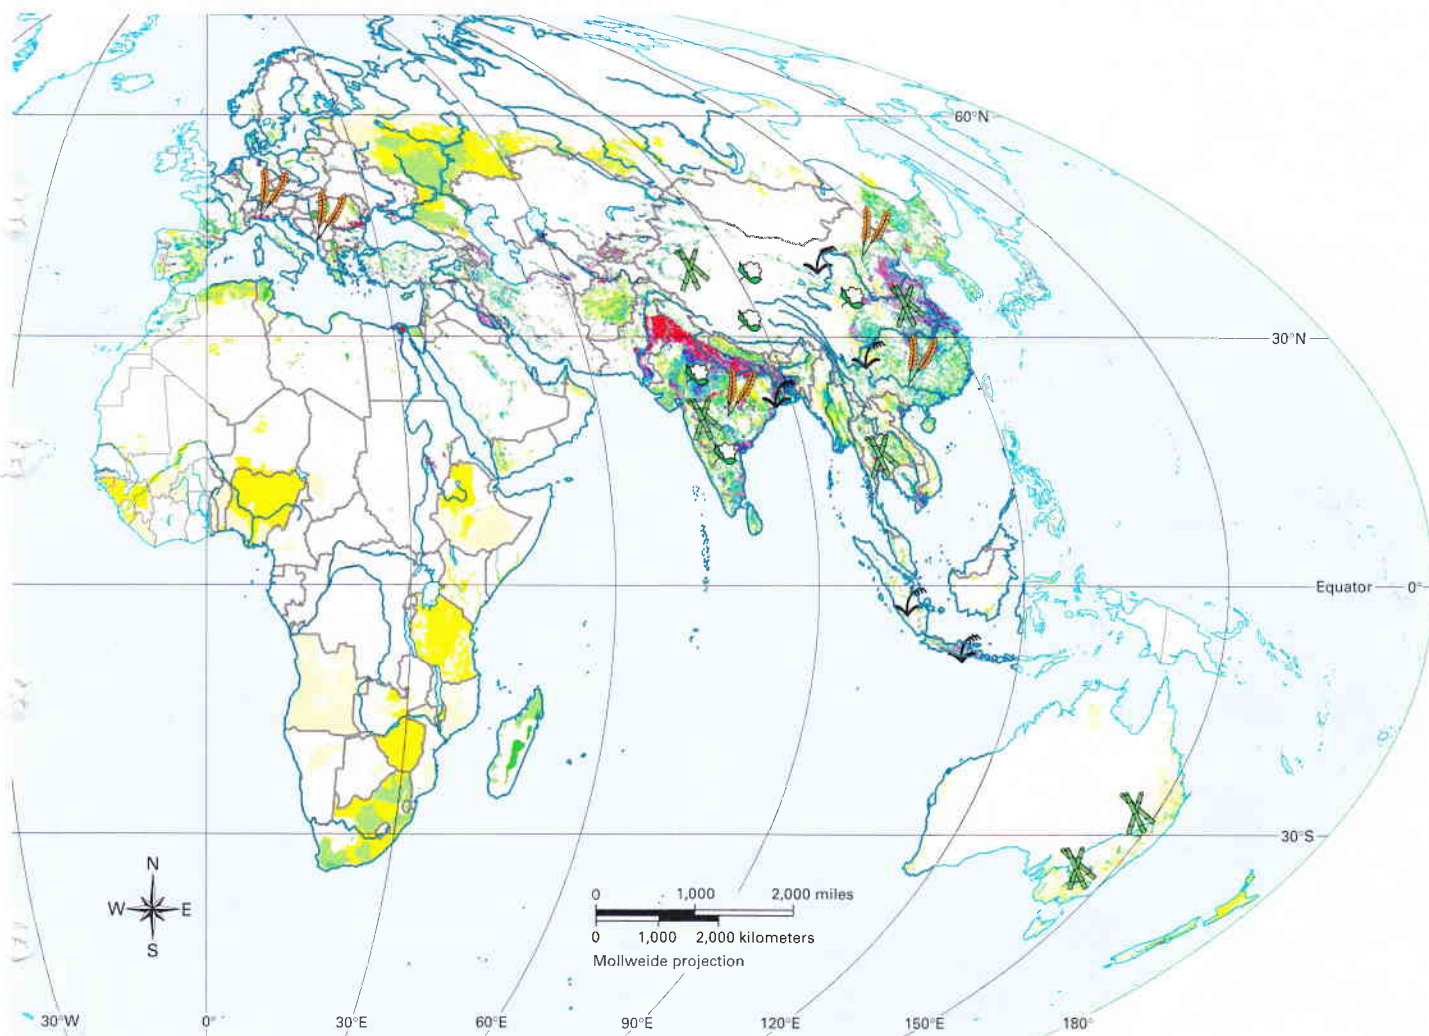 60°N
30°N
Equator 0°
30°S
N
W E
S
0 1,000 2,000 miles
0 1,000 2,000 kilometers
Mollweide projection
30°W 0° 30°E 60°E 90°E 120°E 150°E 180°